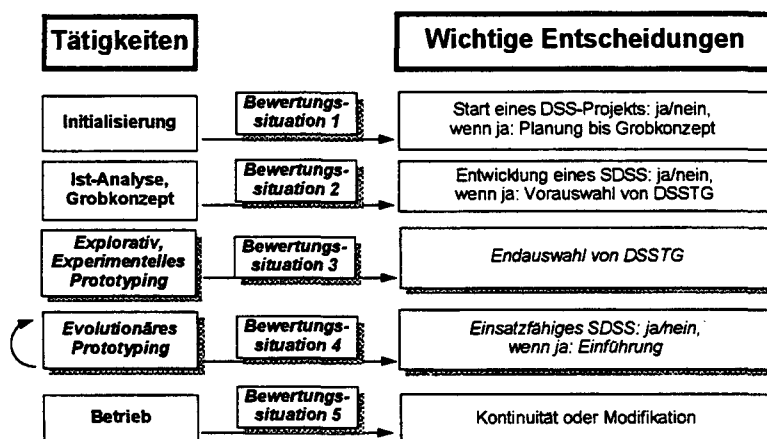 Tätigkeiten
Wichtige Entscheidungen
Initialisierung
Bewertungs-
situation 1
Start eines DSS-Projekts: ja/nein,
wenn ja: Planung bis Grobkonzept
Ist-Analyse,
Grobkonzept
Bewertungs-
situation 2
Entwicklung eines SDSS: ja/nein,
wenn ja: Vorauswahl von DSSTG
Explorativ,
Experimentelles
Prototyping
Bewertungs-
situation 3
Endauswahl von DSSTG
Evolutionäres
Prototyping
Bewertungs-
situation 4
Einsatzfähiges SDSS: ja/nein,
wenn ja: Einführung
Betrieb
Bewertungs-
situation 5
Kontinuität oder Modifikation